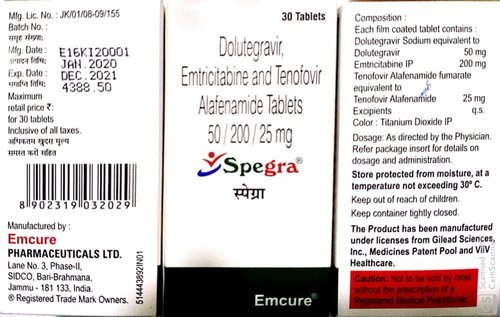 Mfg. Lic. No.: JK/01/08-09/155
Batch No. :
समूह संख्या:
E16KI20001
Mfg. Date :
उत्पादन तिथि:
JAN. 2020
Exp. Date :
समाप्ति तिथि:
DEC. 2021
4388.50
Maximum
retail price ₹:
for 30 tablets
Inclusive of all taxes.
अधिकतम खुदरा मूल्य
समस्त करों सहित
8 902319 032029
Manufactured by :
Emcure
PHARMACEUTICALS LTD.
Lane No. 3, Phase-II,
SIDCO, Bari-Brahmana,
Jammu - 181 133, India.
® Registered Trade Mark Owners.
514443892IN01
30 Tablets
Dolutegravir,
Emtricitabine and Tenofovir
Alafenamide Tablets
50 / 200 / 25 mg
Spegra®
स्पेग्रा
Emcure®
Composition :
Each film coated tablet contains :
Dolutegravir Sodium equivalent to
Dolutegravir 50 mg
Emtricitabine IP 200 mg
Tenofovir Alafenamide fumarate
equivalent to
Tenofovir Alafenamide 25 mg
Excipients q.s.
Color : Titanium Dioxide IP
Dosage: As directed by the Physician.
Refer package insert for details on
dosage and administration.
Store protected from moisture, at a
temperature not exceeding 30° C.
Keep out of reach of children.
Keep container tightly closed.
The Product has been manufactured
under licenses from Gilead Sciences,
Inc., Medicines Patent Pool and ViiV
Healthcare.
Caution: Not to be sold by retail
without the prescription of a
Registered Medical Practitioner.
CS Scanned with
CamScanner